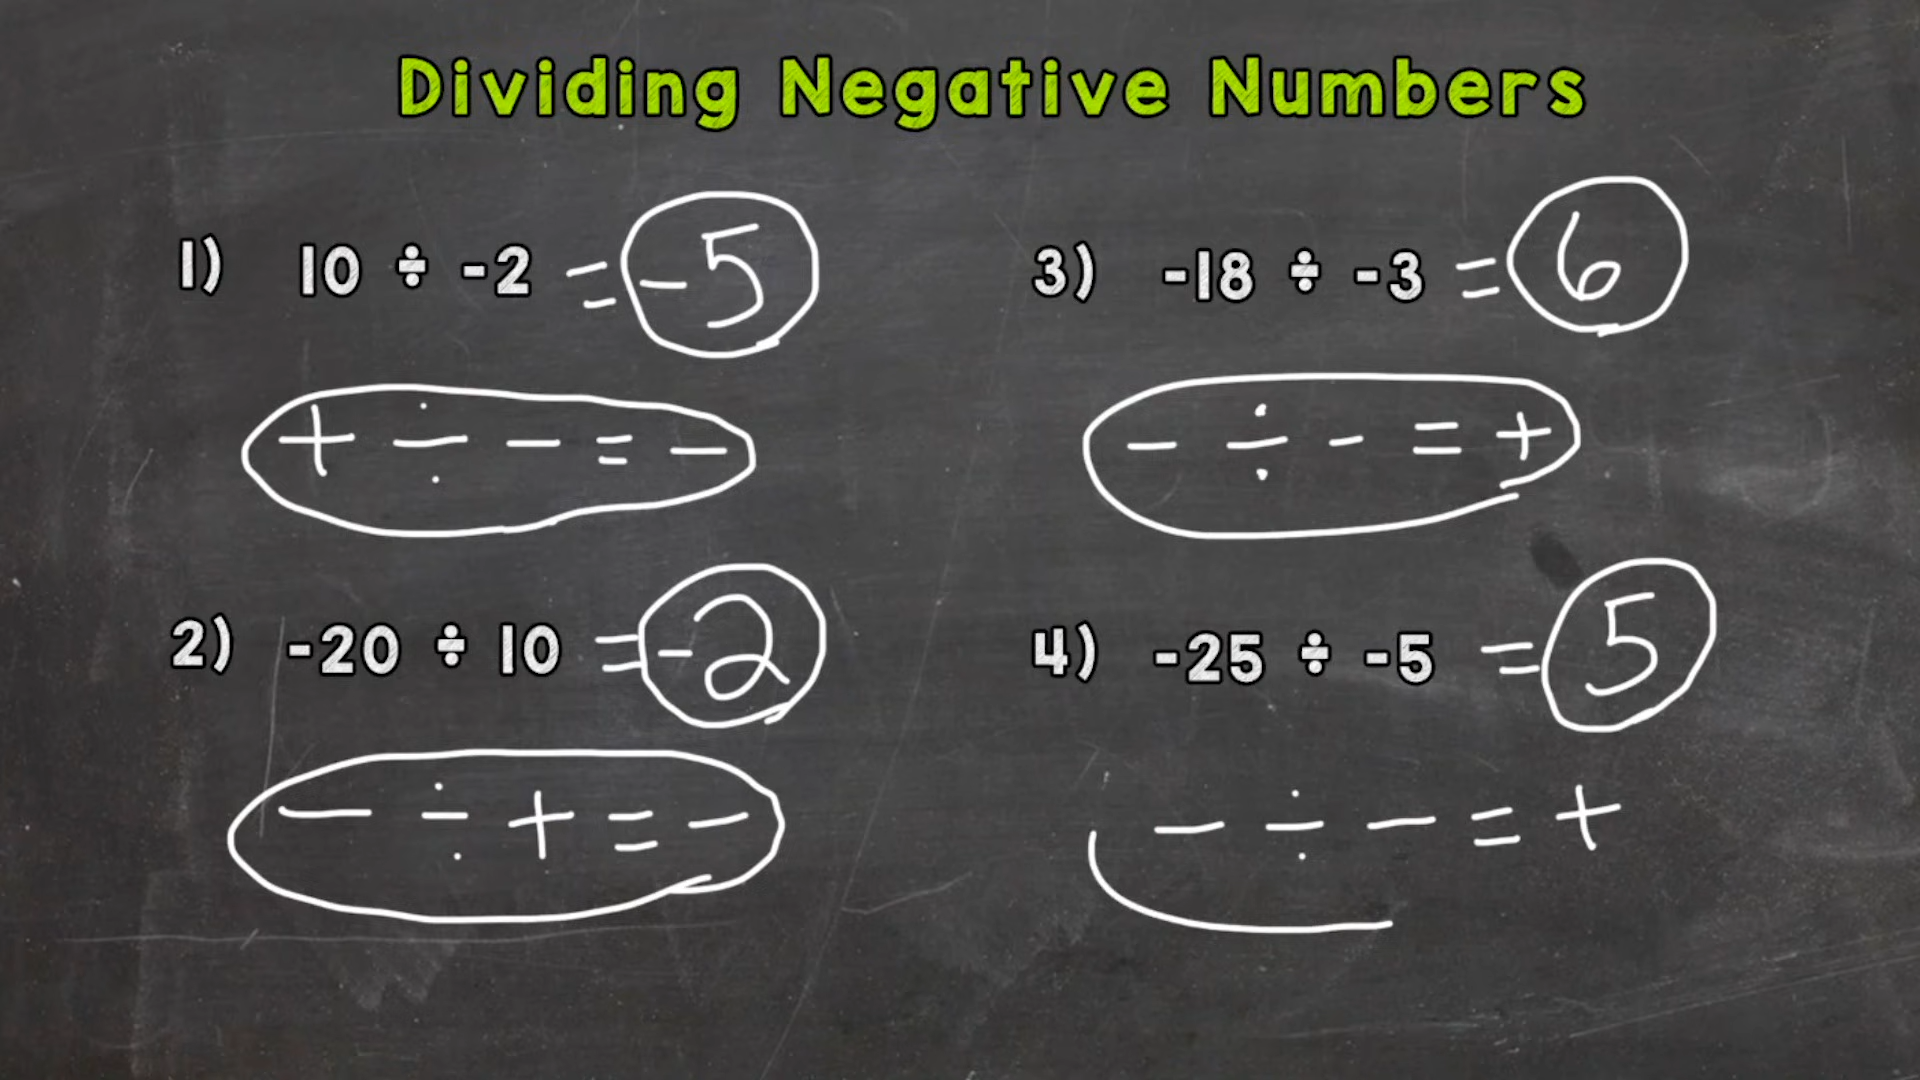 Dividing Negative Numbers
1) 10 ÷ -2 = -5
+ ÷ - = -
2) -20 ÷ 10 = -2
- ÷ + = -
3) -18 ÷ -3 = 6
- ÷ - = +
4) -25 ÷ -5 = 5
- ÷ - = +